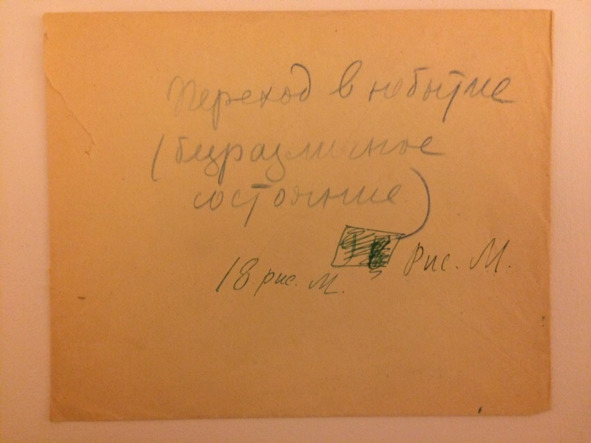 Переход в небытие
(безразличное
состояние)
Рис. М.
18 рис. М.